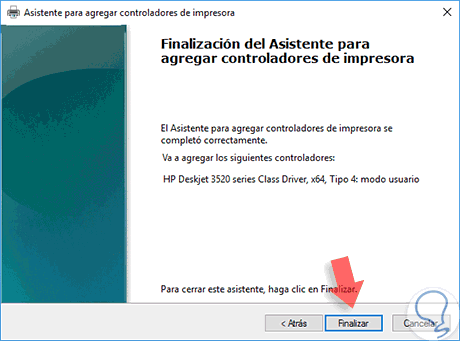 Asistente para agregar controladores de impresora
Finalización del Asistente para
agregar controladores de impresora
El Asistente para agregar controladores de impresora se
completó correctamente.
Va a agregar los siguientes controladores:
HP Deskjet 3520 series Class Driver, x64, Tipo 4: modo usuario
Para cerrar este asistente, haga clic en Finalizar.
< Atrás
Finalizar
Cancelar